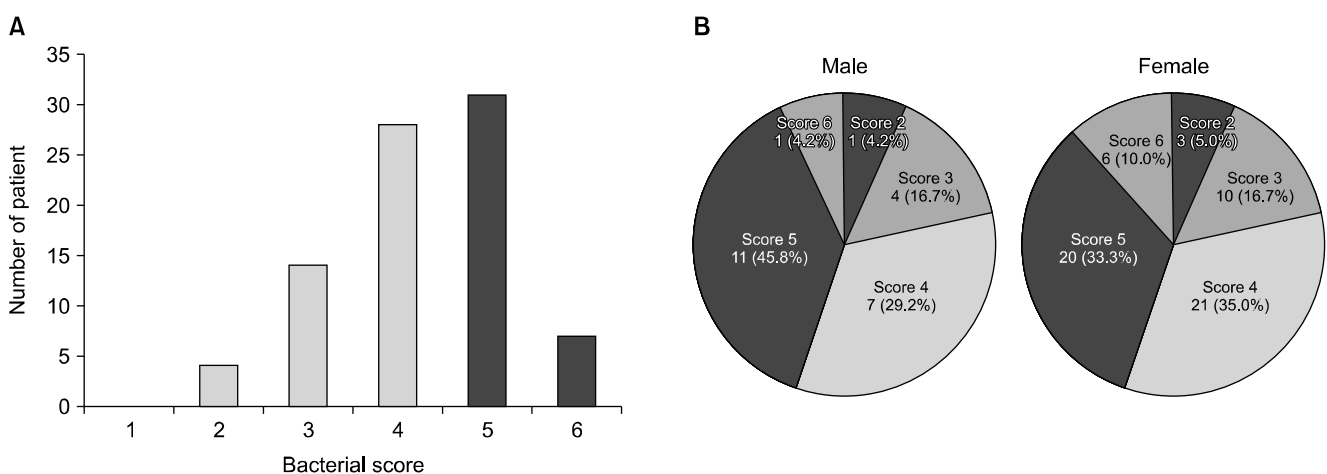 A
Number of patient
35
30
25
20
15
10
5
0
1 2 3 4 5 6
Bacterial score
B
Male
Score 6
1 (4.2%)
Score 2
1 (4.2%)
Score 3
4 (16.7%)
Score 5
11 (45.8%)
Score 4
7 (29.2%)
Female
Score 6
6 (10.0%)
Score 2
3 (5.0%)
Score 3
10 (16.7%)
Score 5
20 (33.3%)
Score 4
21 (35.0%)